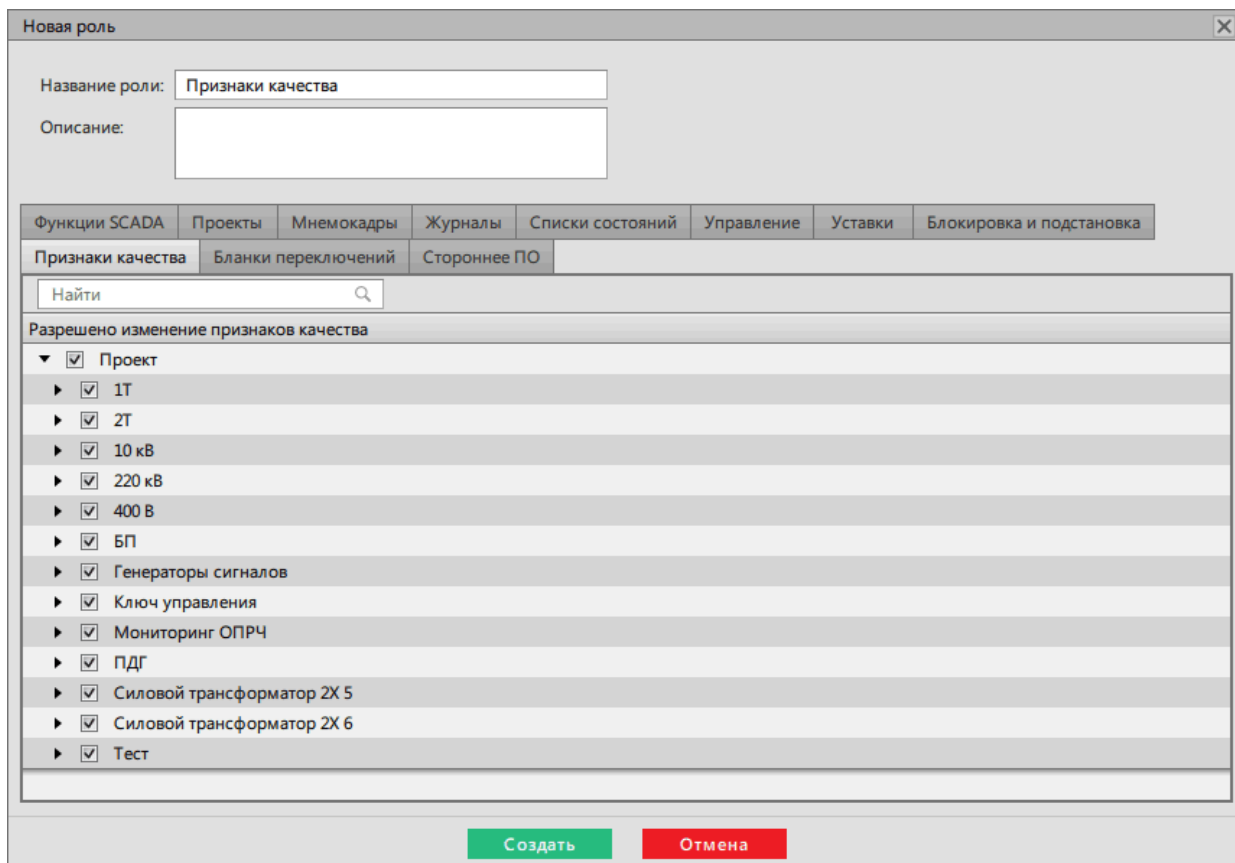 Новая роль
Название роли: Признаки качества
Описание:
Функции SCADA Проекты Мнемокадры Журналы Списки состояний Управление Уставки Блокировка и подстановка
Признаки качества Бланки переключений Стороннее ПО
Найти
Разрешено изменение признаков качества
Проект
1Т
2Т
10 кВ
220 кВ
400 В
БП
Генераторы сигналов
Ключ управления
Мониторинг ОПРЧ
ПДГ
Силовой трансформатор 2Х 5
Силовой трансформатор 2Х 6
Тест
Создать Отмена